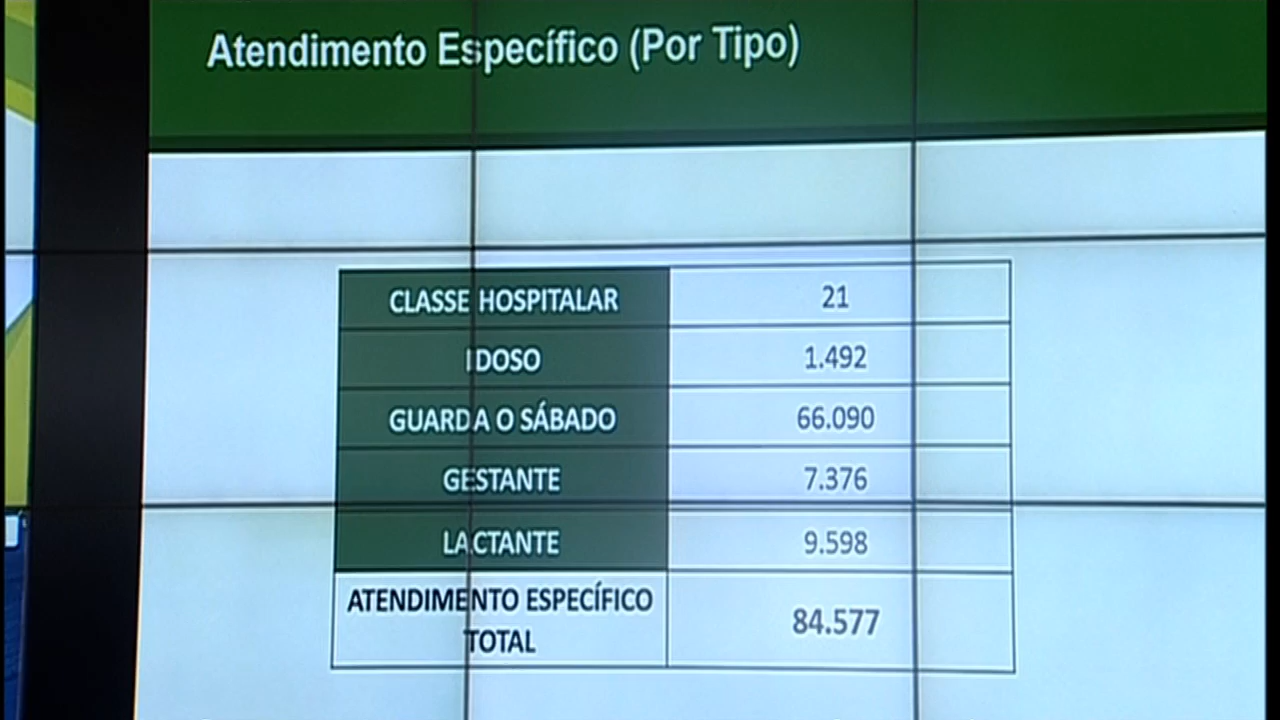 Atendimento Específico (Por Tipo)
CLASSE HOSPITALAR 21
IDOSO 1.492
GUARDA O SÁBADO 66.090
GESTANTE 7.376
LACTANTE 9.598
ATENDIMENTO ESPECÍFICO
TOTAL 84.577